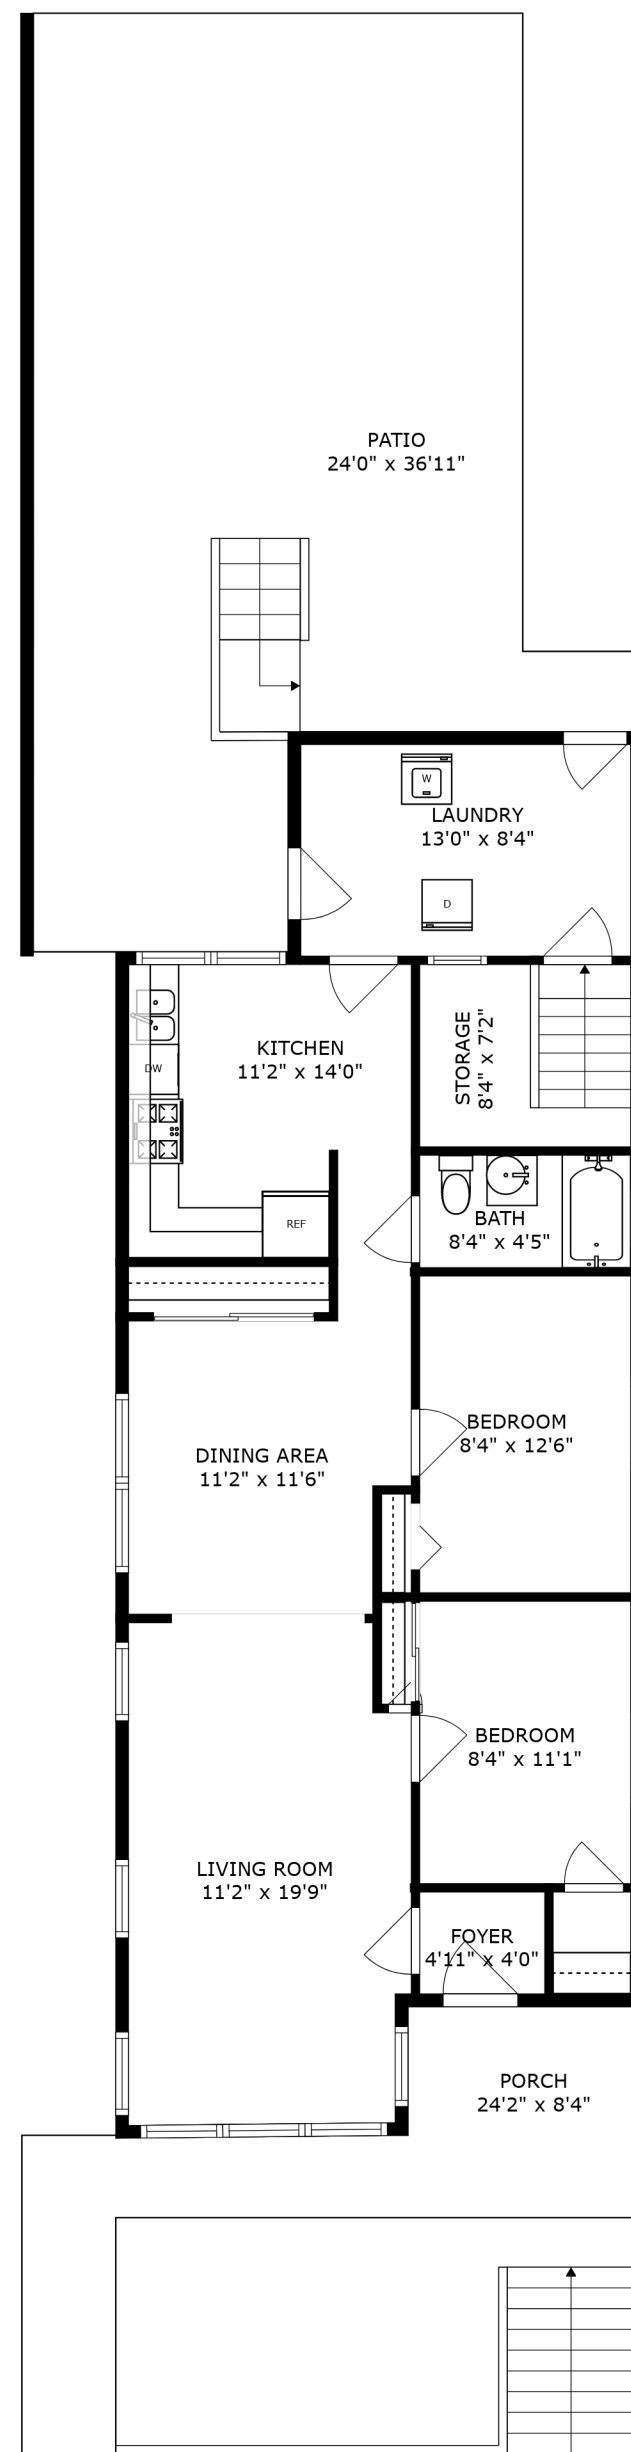 PATIO
24'0" x 36'11"
W
LAUNDRY
13'0" x 8'4"
D
KITCHEN
11'2" x 14'0"
STORAGE
8'4" x 7'2"
DW
REF
BATH
8'4" x 4'5"
BEDROOM
8'4" x 12'6"
DINING AREA
11'2" x 11'6"
BEDROOM
8'4" x 11'1"
LIVING ROOM
11'2" x 19'9"
FOYER
4'11" x 4'0"
PORCH
24'2" x 8'4"